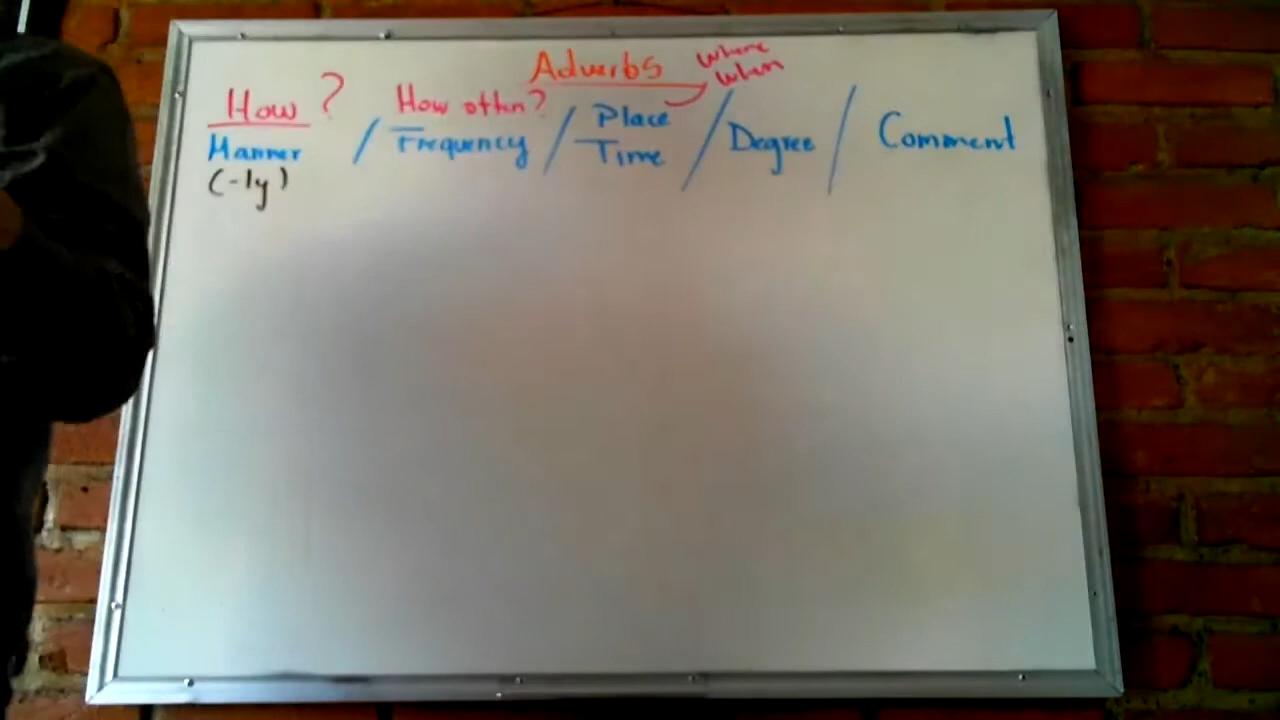 Adverbs
where
when
How ? How often?
Manner / Frequency / Place / Degree / Comment
Time
(-ly)